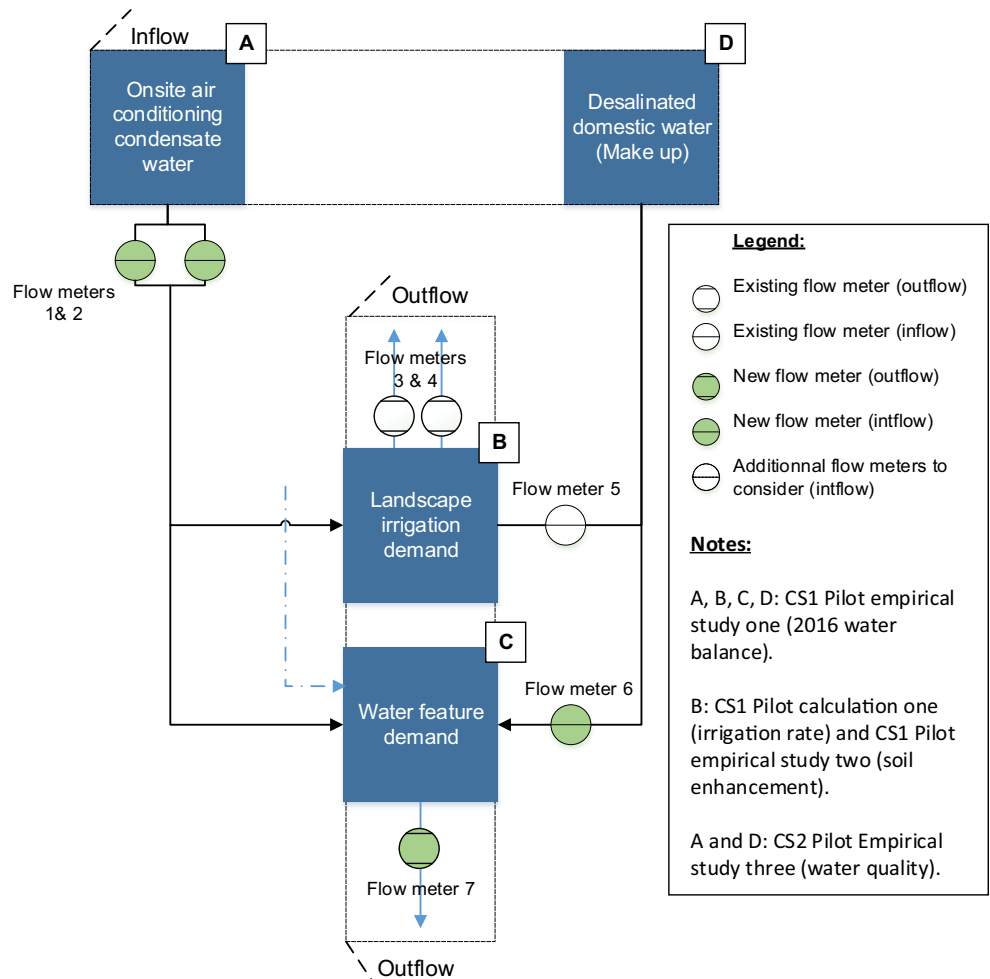 Inflow
A
D
Onsite air
conditioning
condensate
water
Desalinated
domestic water
(Make up)
Flow meters
1& 2
Outflow
Flow meters
3 & 4
B
Landscape
irrigation
demand
Flow meter 5
C
Water feature
demand
Flow meter 6
Flow meter 7
Outflow
Legend:
Existing flow meter (outflow)
Existing flow meter (inflow)
New flow meter (outflow)
New flow meter (intflow)
Additionnal flow meters to
consider (intflow)
Notes:
A, B, C, D: CS1 Pilot empirical
study one (2016 water
balance).
B: CS1 Pilot calculation one
(irrigation rate) and CS1 Pilot
empirical study two (soil
enhancement).
A and D: CS2 Pilot Empirical
study three (water quality).